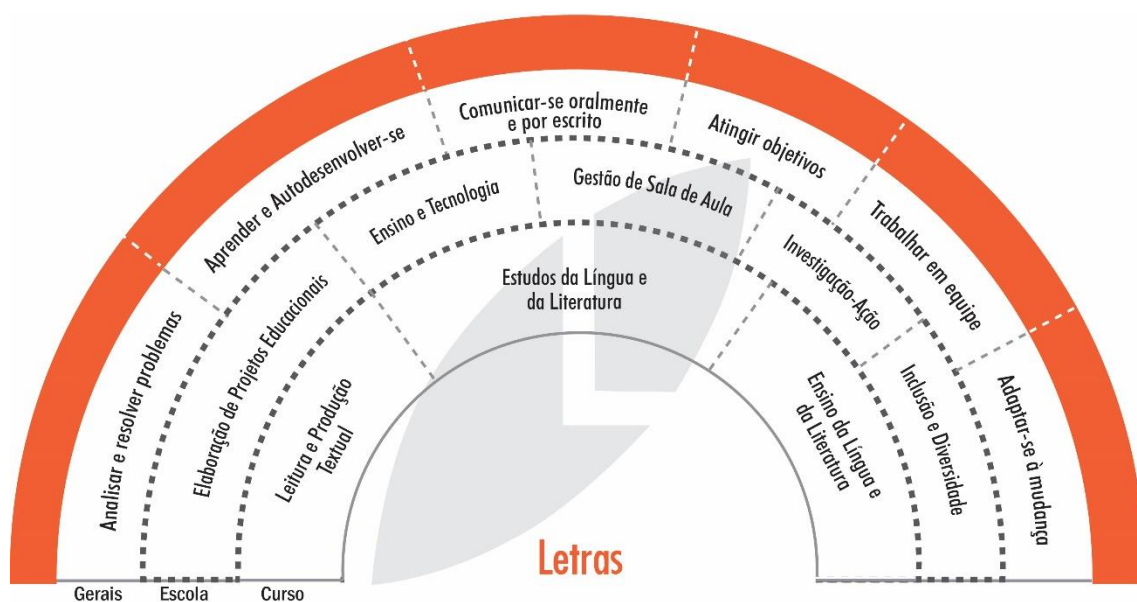 Analisar e resolver problemas
Aprender e Autodesenvolver-se
Comunicar-se oralmente
e por escrito
Atingir objetivos
Trabalhar em equipe
Adaptar-se à mudança
Elaboração de Projetos Educacionais
Ensino e Tecnologia
Gestão de Sala de Aula
Investigação-Ação
Inclusão e Diversidade
Leitura e Produção
Textual
Estudos da Língua e
da Literatura
Ensino da Língua e
da Literatura
Letras
Gerais Escola Curso